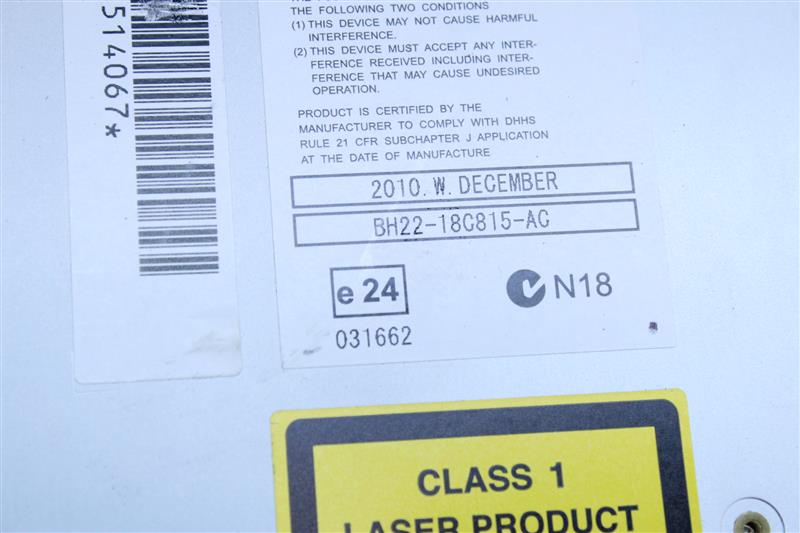 514067*
THE FOLLOWING TWO CONDITIONS
(1) THIS DEVICE MAY NOT CAUSE HARMFUL
INTERFERENCE.
(2) THIS DEVICE MUST ACCEPT ANY INTER-
FERENCE RECEIVED INCLUDING INTER-
FERENCE THAT MAY CAUSE UNDESIRED
OPERATION.
PRODUCT IS CERTIFIED BY THE
MANUFACTURER TO COMPLY WITH DHHS
RULE 21 CFR SUBCHAPTER J APPLICATION
AT THE DATE OF MANUFACTURE
2010. W. DECEMBER
BH22-18C815-AC
e 24
N18
031662
CLASS 1
LASER PRODUCT